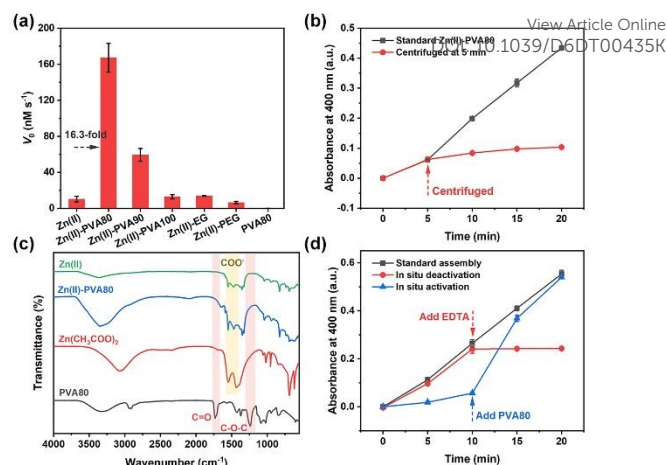 View Article Online
DOI: 10.1039/D6DT00435K
(a)
V0 (nM s-1)
200
160
120
80
40
0
16.3-fold
Zn(II)
Zn(II)-PVA80
Zn(II)-PVA90
Zn(II)-PVA100
Zn(II)-EG
Zn(II)-PEG
PVA80
(b)
Absorbance at 400 nm (a.u.)
0.5
0.4
0.3
0.2
0.1
0.0
-0.1
Standard Zn(II)-PVA80
Centrifuged at 5 min
Centrifuged
0 5 10 15 20
Time (min)
(c)
Transmittance (%)
Zn(II)
COO-
Zn(II)-PVA80
Zn(CH3COO)2
PVA80
C=O
C-O-C
4000 3500 3000 2500 2000 1500 1000
Wavenumber (cm-1)
(d)
Absorbance at 400 nm (a.u.)
0.6
0.4
0.2
0.0
Standard assembly
In situ deactivation
In situ activation
Add EDTA
Add PVA80
0 5 10 15 20
Time (min)